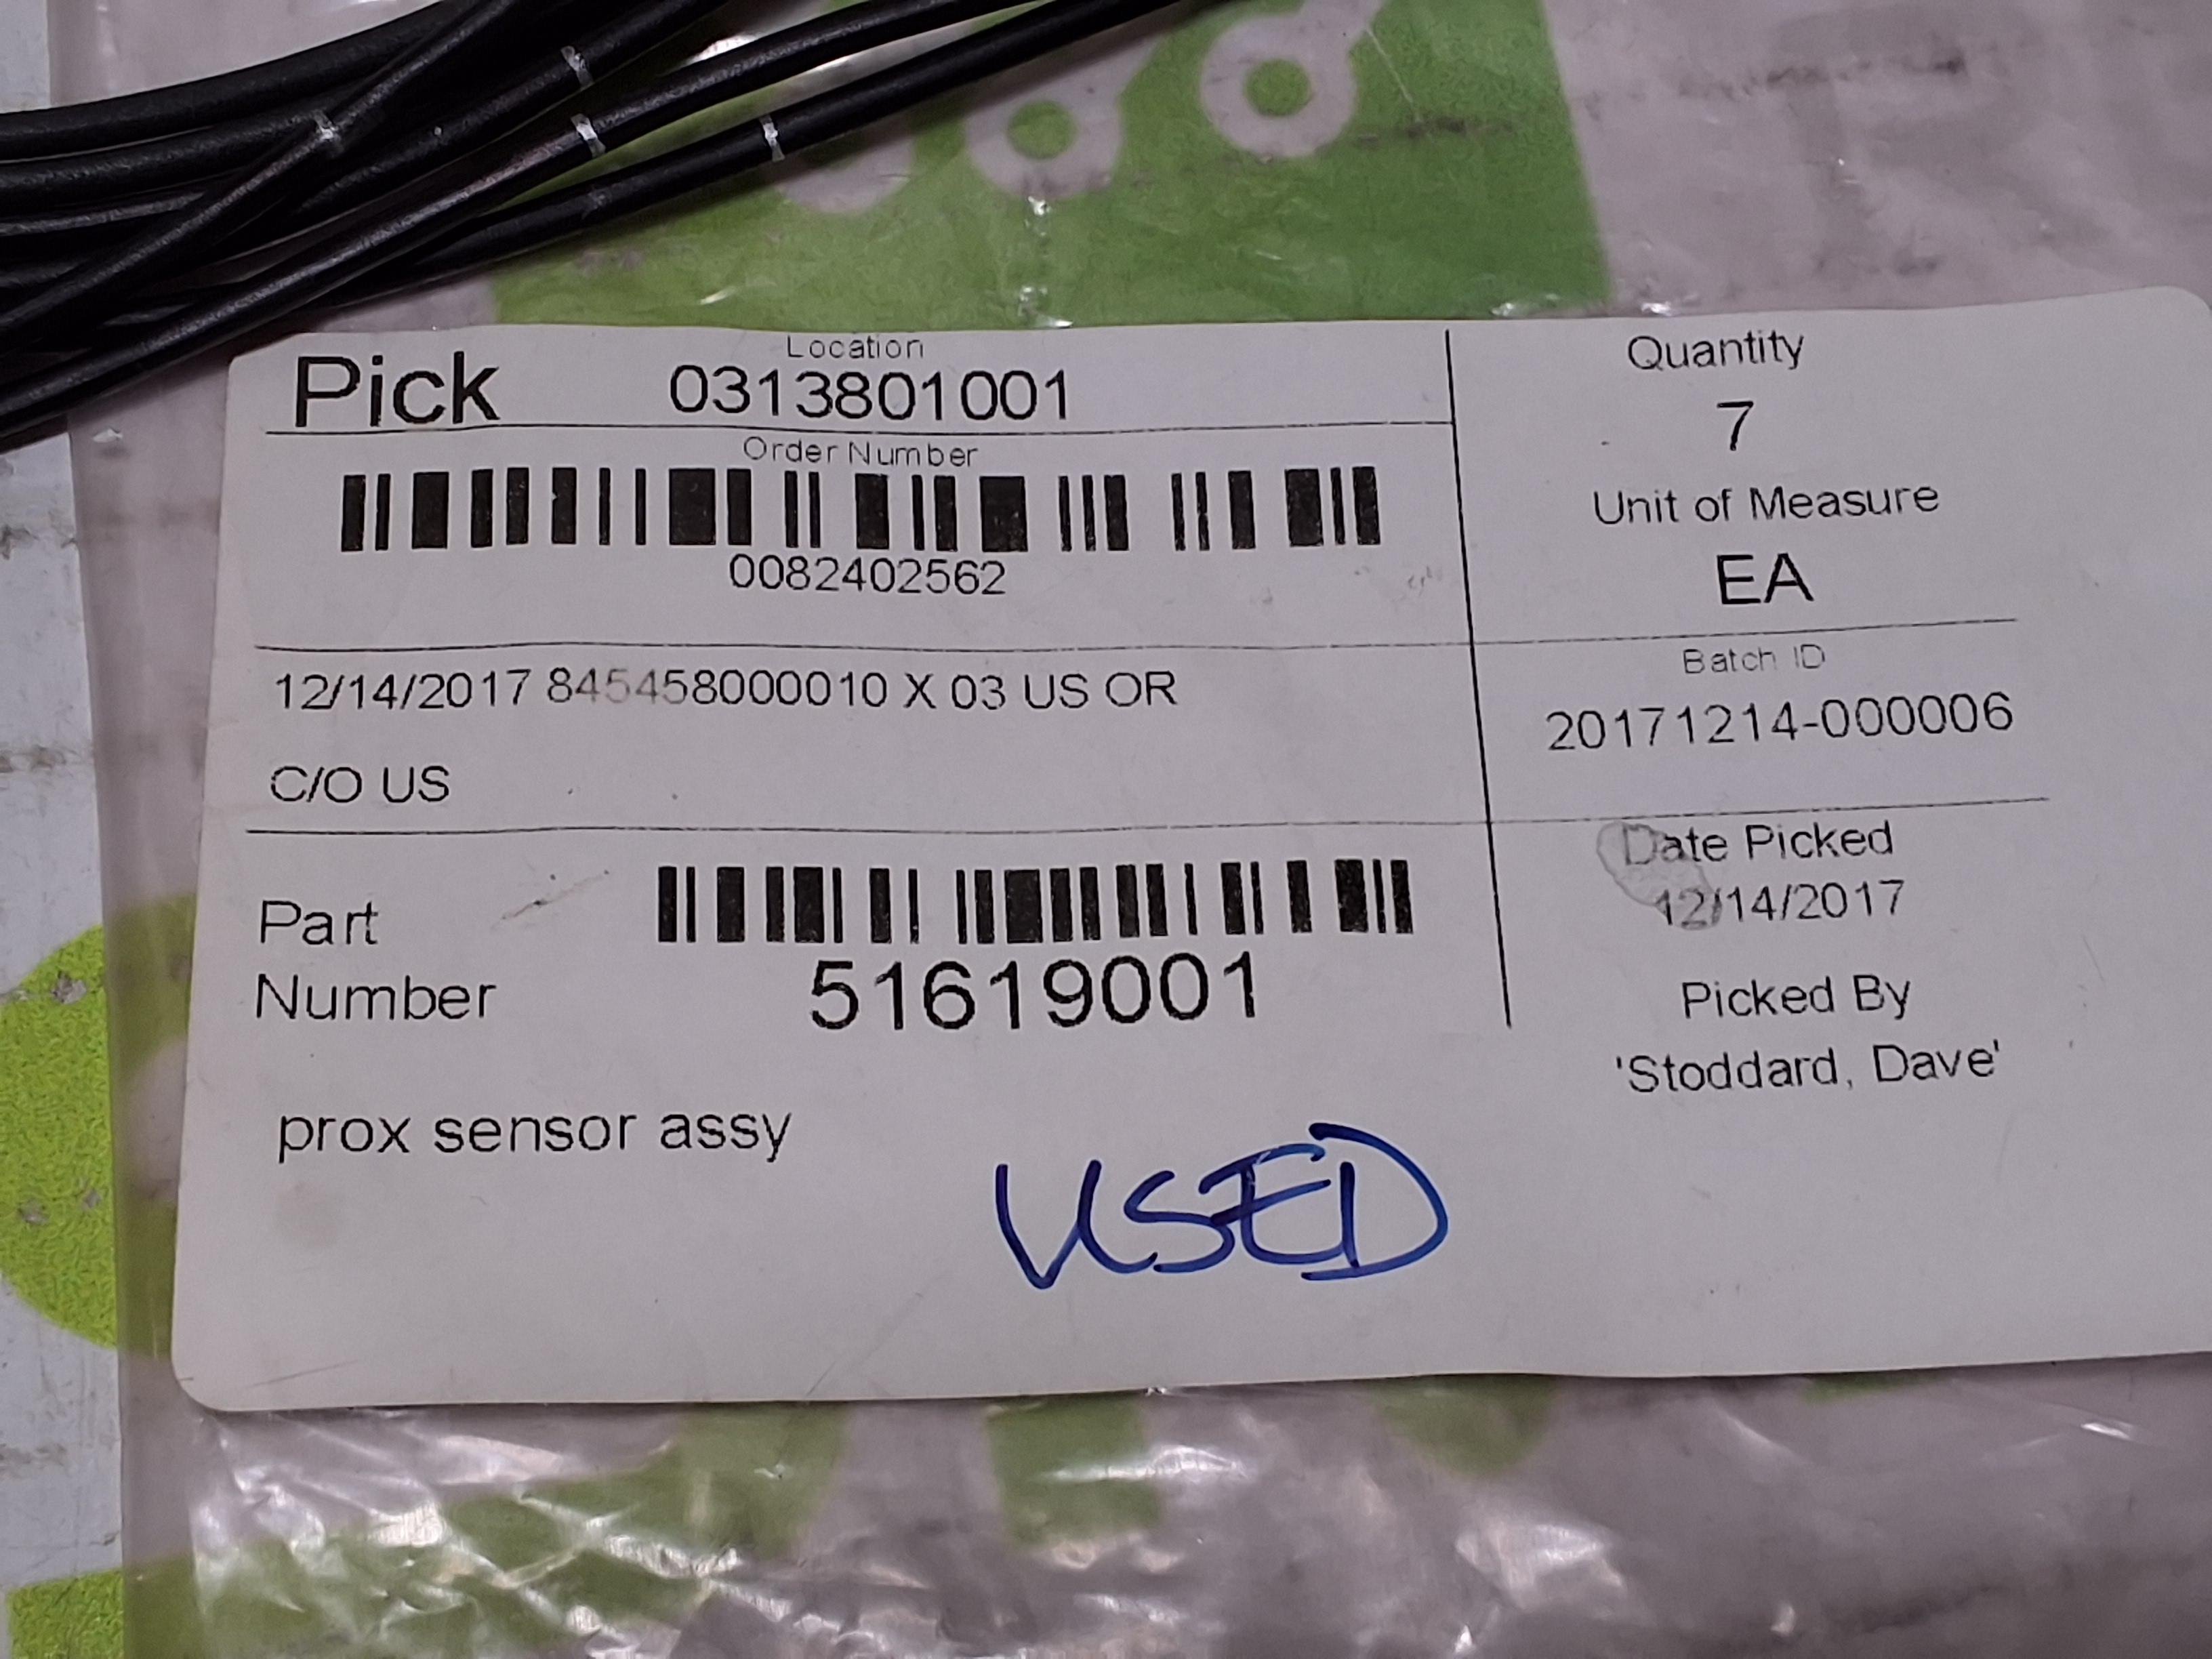 Pick
Location
0313801001
Order Number
0082402562
12/14/2017 845458000010 X 03 US OR
C/O US
Part
Number
51619001
prox sensor assy
Quantity
7
Unit of Measure
EA
Batch ID
20171214-000006
Date Picked
12/14/2017
Picked By
'Stoddard, Dave'
USED